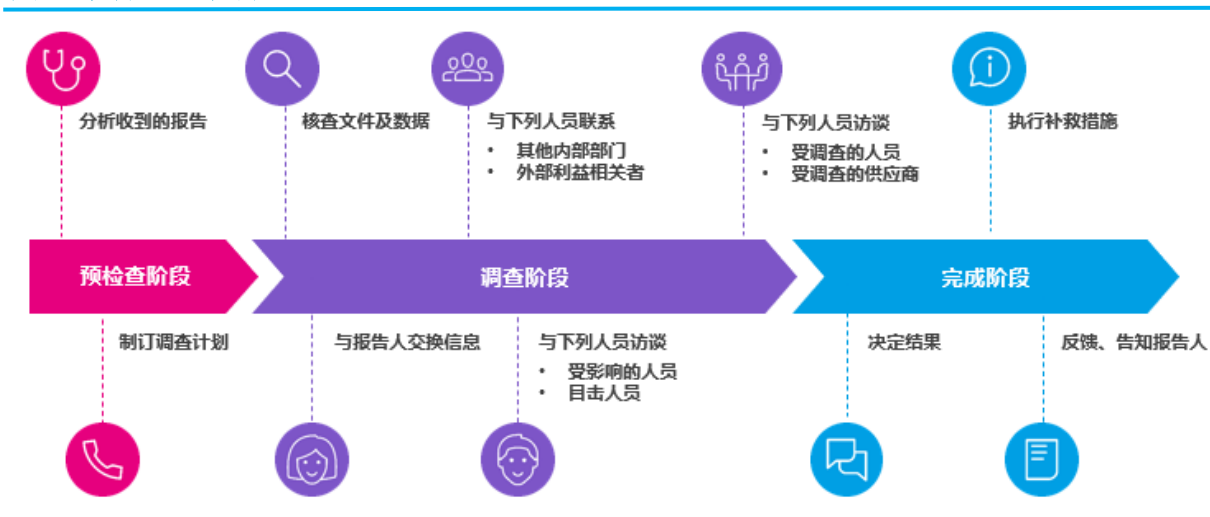 分析收到的报告
核查文件及数据
与下列人员联系
• 其他内部部门
• 外部利益相关者
与下列人员访谈
• 受调查的人员
• 受调查的供应商
执行补救措施
预检查阶段
调查阶段
完成阶段
制订调查计划
与报告人交换信息
与下列人员访谈
• 受影响的人员
• 目击人员
决定结果
反馈、告知报告人